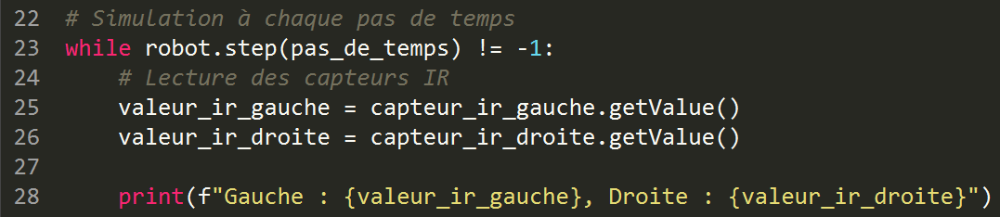 22 # Simulation à chaque pas de temps
23 while robot.step(pas_de_temps) != -1:
24     # Lecture des capteurs IR
25     valeur_ir_gauche = capteur_ir_gauche.getValue()
26     valeur_ir_droite = capteur_ir_droite.getValue()
27
28     print(f"Gauche : {valeur_ir_gauche}, Droite : {valeur_ir_droite}")